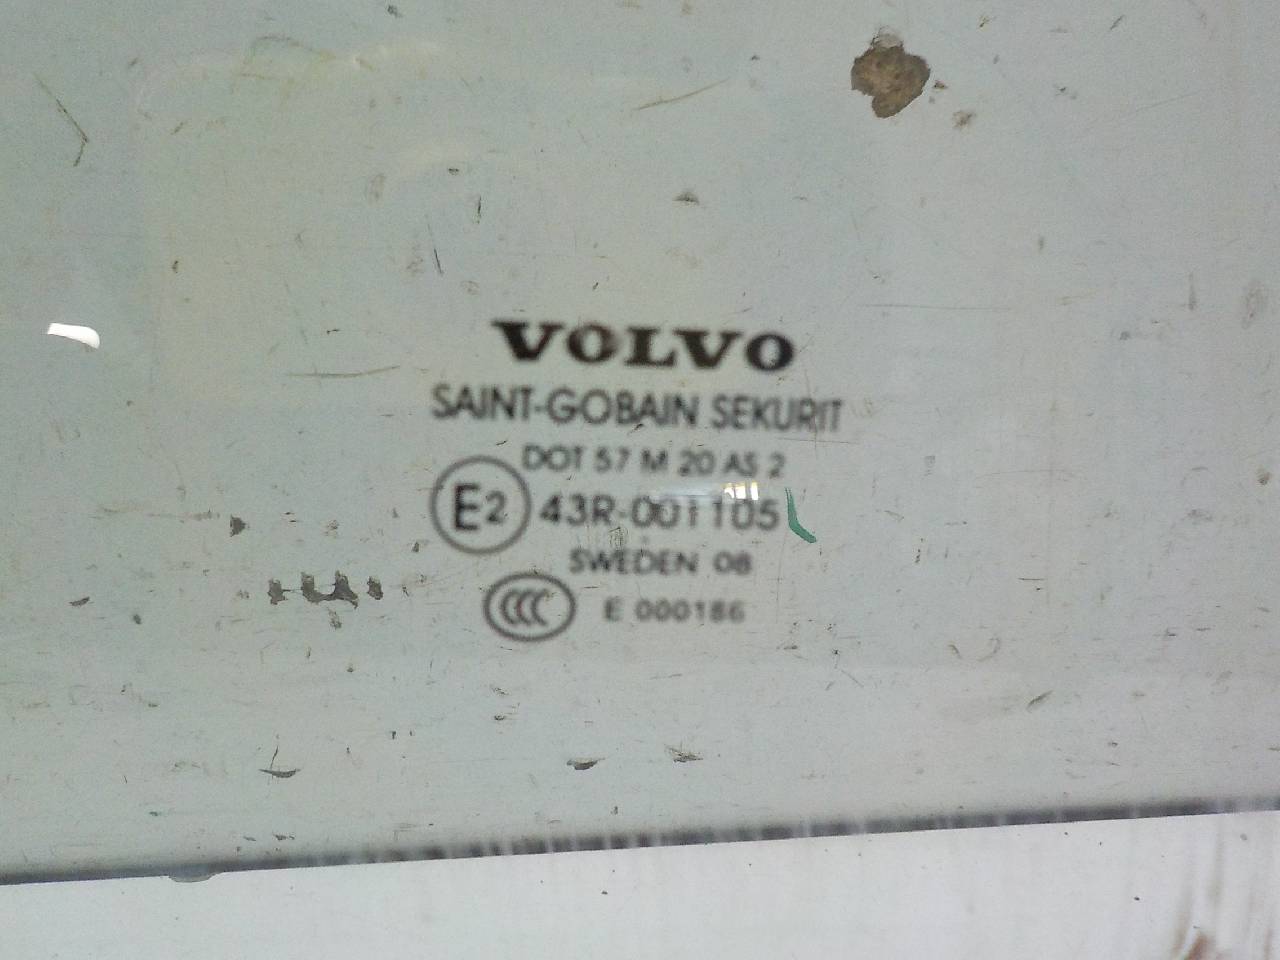 VOLVO
SAINT-GOBAIN SEKURIT
DOT 57 M 20 AS 2
E2 43R-001105
SWEDEN 08
CCC E 000186